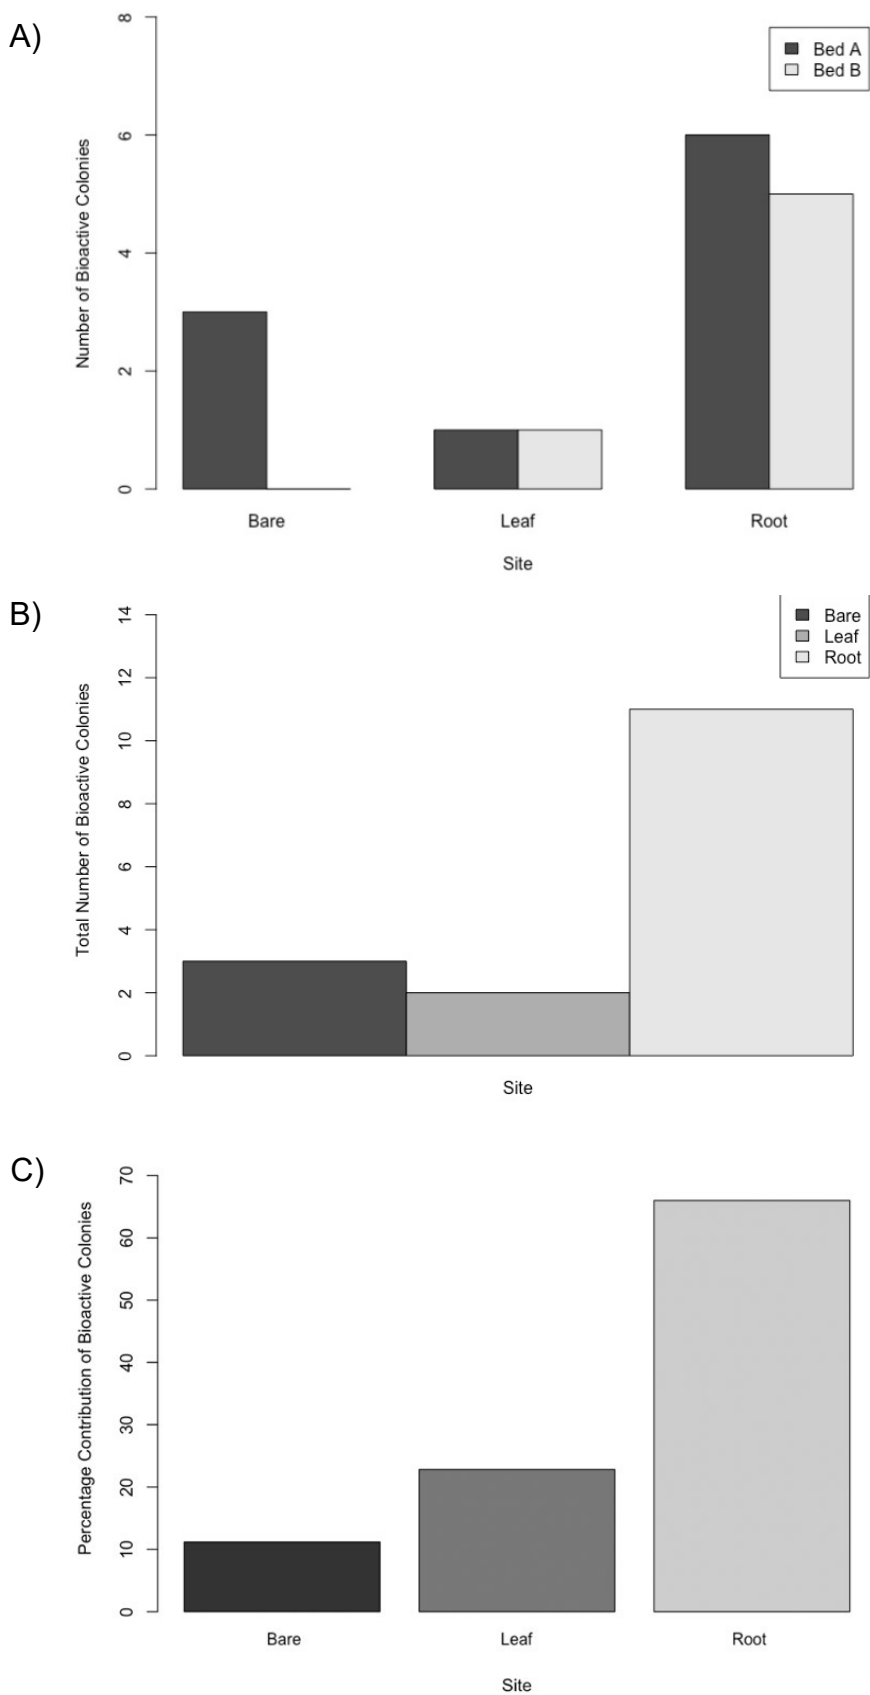 A)
Number of Bioactive Colonies
8
6
4
2
0
Bed A
Bed B
Bare Leaf Root
Site
B)
Total Number of Bioactive Colonies
14
12
10
8
6
4
2
0
Bare
Leaf
Root
Site
C)
Percentage Contribution of Bioactive Colonies
70
60
50
40
30
20
10
0
Bare Leaf Root
Site